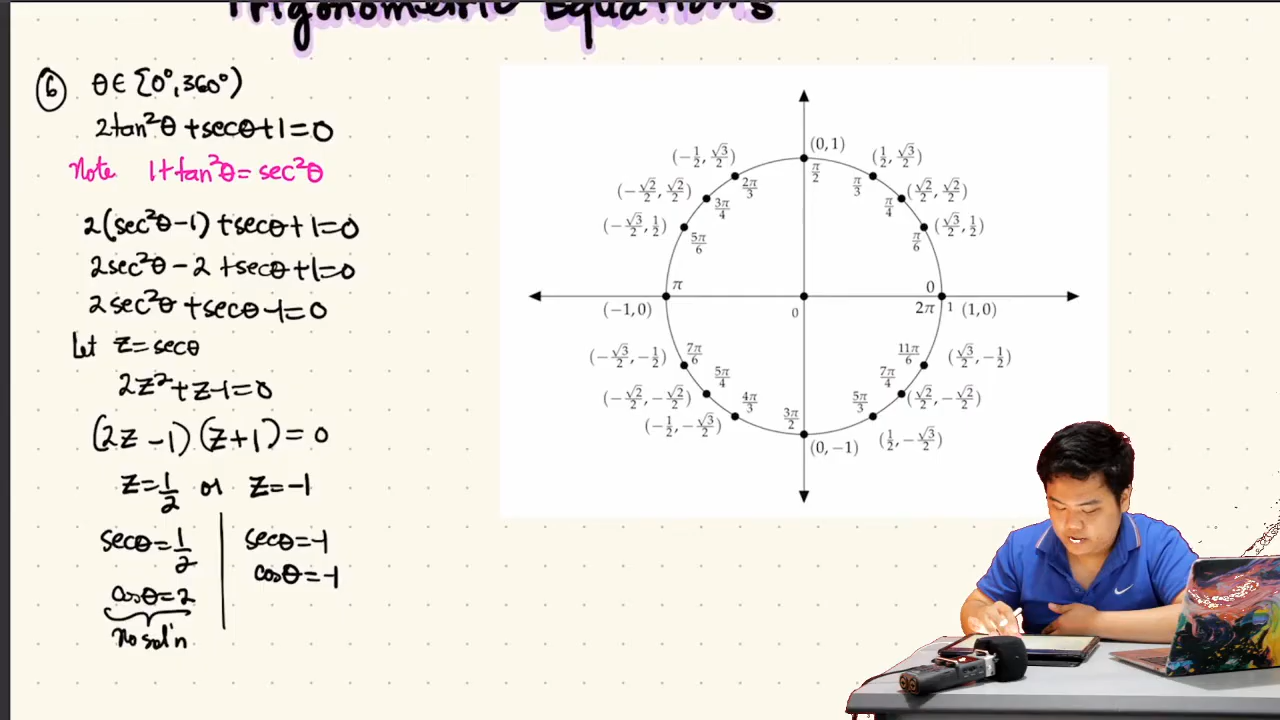 Trigonometric Equations
6 θ ∈ [0°, 360°)
2tan²θ + secθ + 1 = 0
Note 1 + tan²θ = sec²θ
2(sec²θ - 1) + secθ + 1 = 0
2sec²θ - 2 + secθ + 1 = 0
2sec²θ + secθ - 1 = 0
let z = secθ
2z² + z - 1 = 0
(2z - 1)(z + 1) = 0
z = 1/2 or z = -1
secθ = 1/2
cosθ = 2
no sol'n
secθ = -1
cosθ = -1
(0, 1)
π/2
(-1/2, √3/2)
2π/3
(1/2, √3/2)
π/3
(-√2/2, √2/2)
3π/4
(√2/2, √2/2)
π/4
(-√3/2, 1/2)
5π/6
(√3/2, 1/2)
π/6
π
(-1, 0)
0
0
2π
1
(1, 0)
(-√3/2, -1/2)
7π/6
11π/6
(√3/2, -1/2)
(-√2/2, -√2/2)
5π/4
7π/4
(√2/2, -√2/2)
(-1/2, -√3/2)
4π/3
5π/3
(1/2, -√3/2)
3π/2
(0, -1)